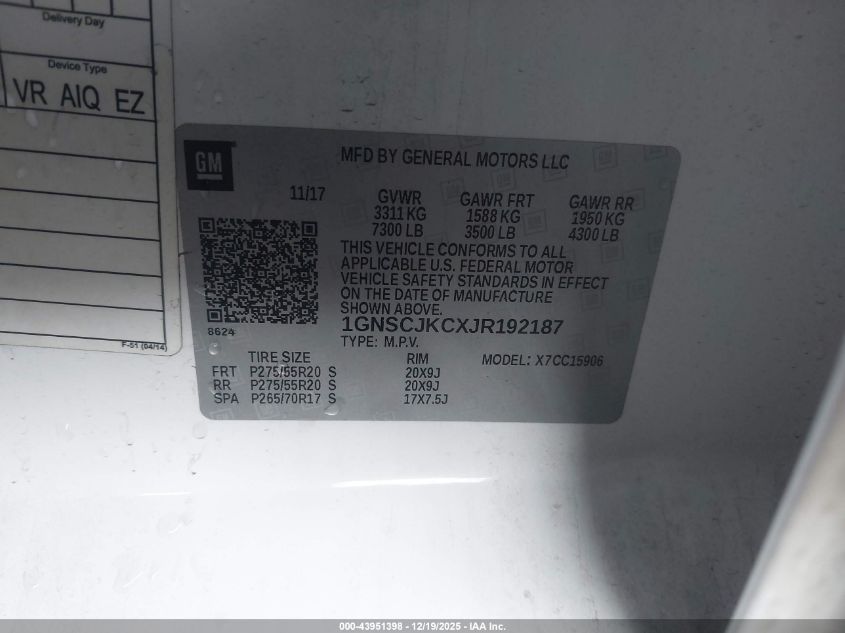 Delivery Day
Device Type
VR AIQ EZ
F-51 (04/14)
GM
MFD BY GENERAL MOTORS LLC
11/17
GVWR GAWR FRT GAWR RR
3311 KG 1588 KG 1950 KG
7300 LB 3500 LB 4300 LB
THIS VEHICLE CONFORMS TO ALL
APPLICABLE U.S. FEDERAL MOTOR
VEHICLE SAFETY STANDARDS IN EFFECT
ON THE DATE OF MANUFACTURE
SHOWN ABOVE.
8624
1GNSCJKCXJR192187
TYPE: M.P.V.
TIRE SIZE RIM MODEL: X7CC15906
FRT P275/55R20 S 20X9J
RR P275/55R20 S 20X9J
SPA P265/70R17 S 17X7.5J
000-43951398 - 12/19/2025 - IAA Inc.